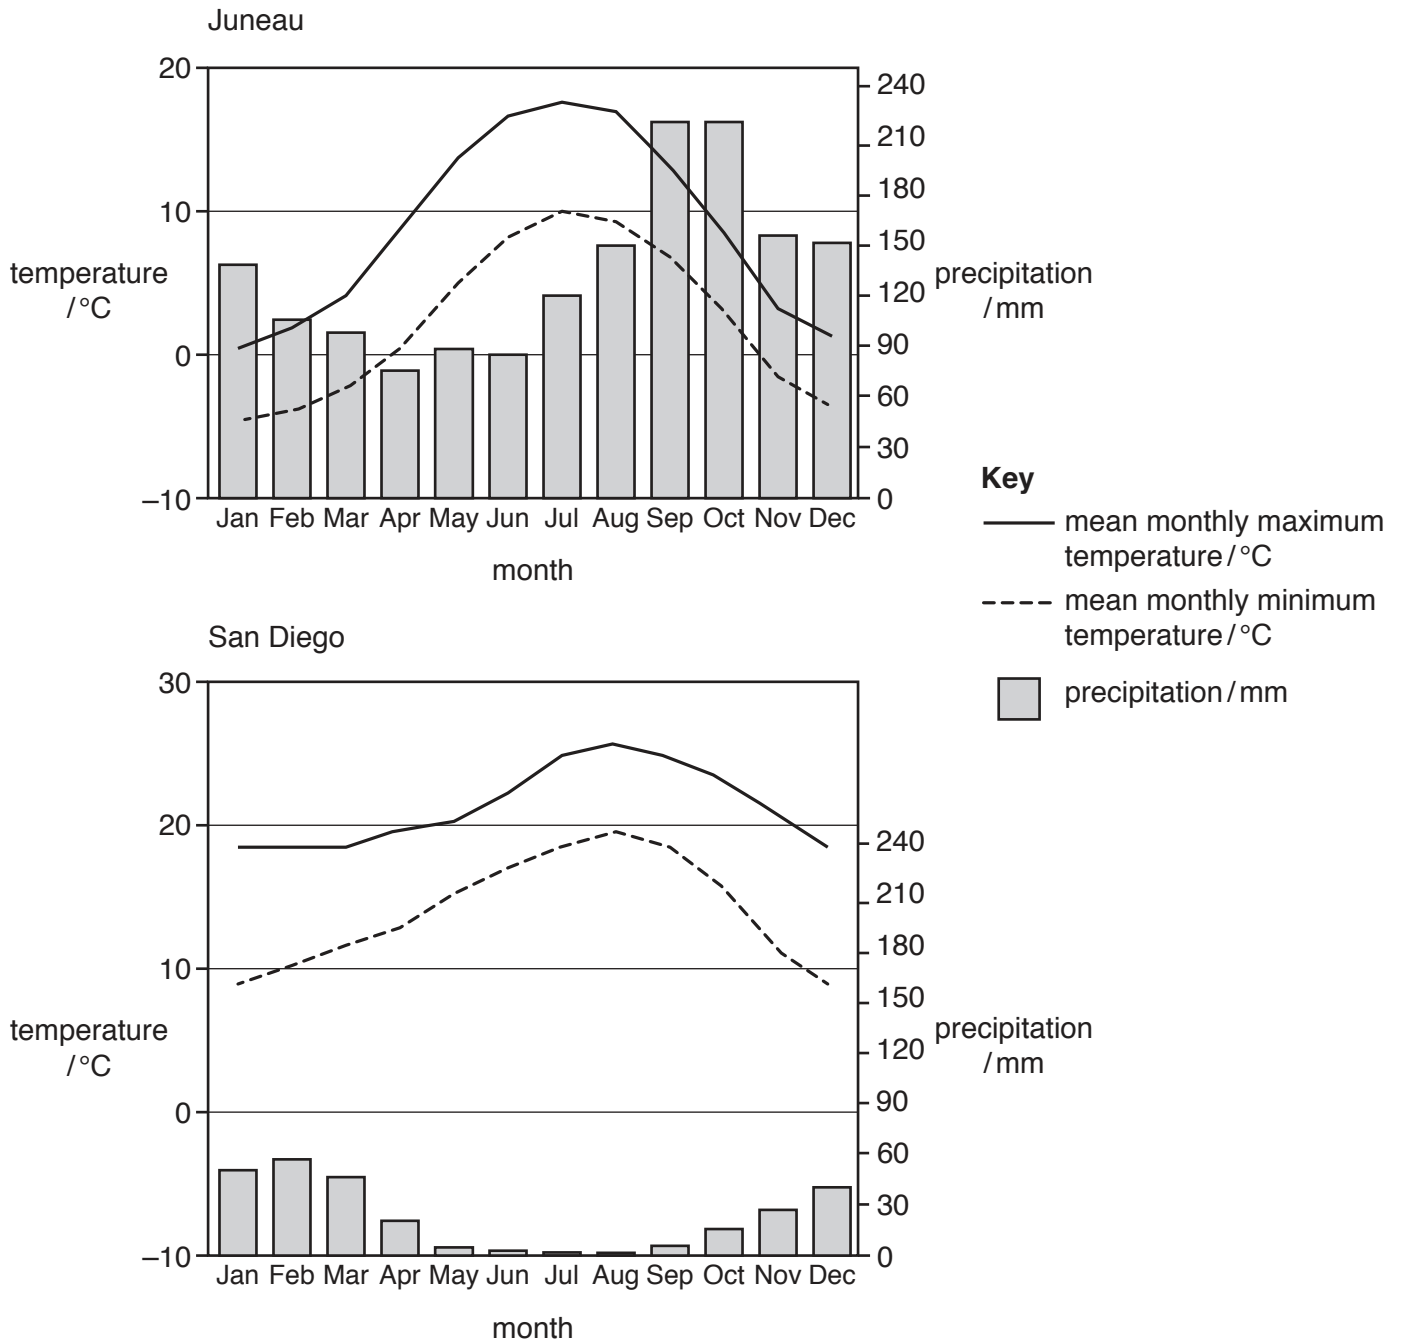 Juneau
20
10
0
–10
temperature
/ °C
240
210
180
150
120
90
60
30
0
precipitation
/ mm
Jan Feb Mar Apr May Jun Jul Aug Sep Oct Nov Dec
month
Key
mean monthly maximum
temperature / °C
mean monthly minimum
temperature / °C
precipitation / mm
San Diego
30
20
10
0
–10
temperature
/ °C
240
210
180
150
120
90
60
30
0
precipitation
/ mm
Jan Feb Mar Apr May Jun Jul Aug Sep Oct Nov Dec
month